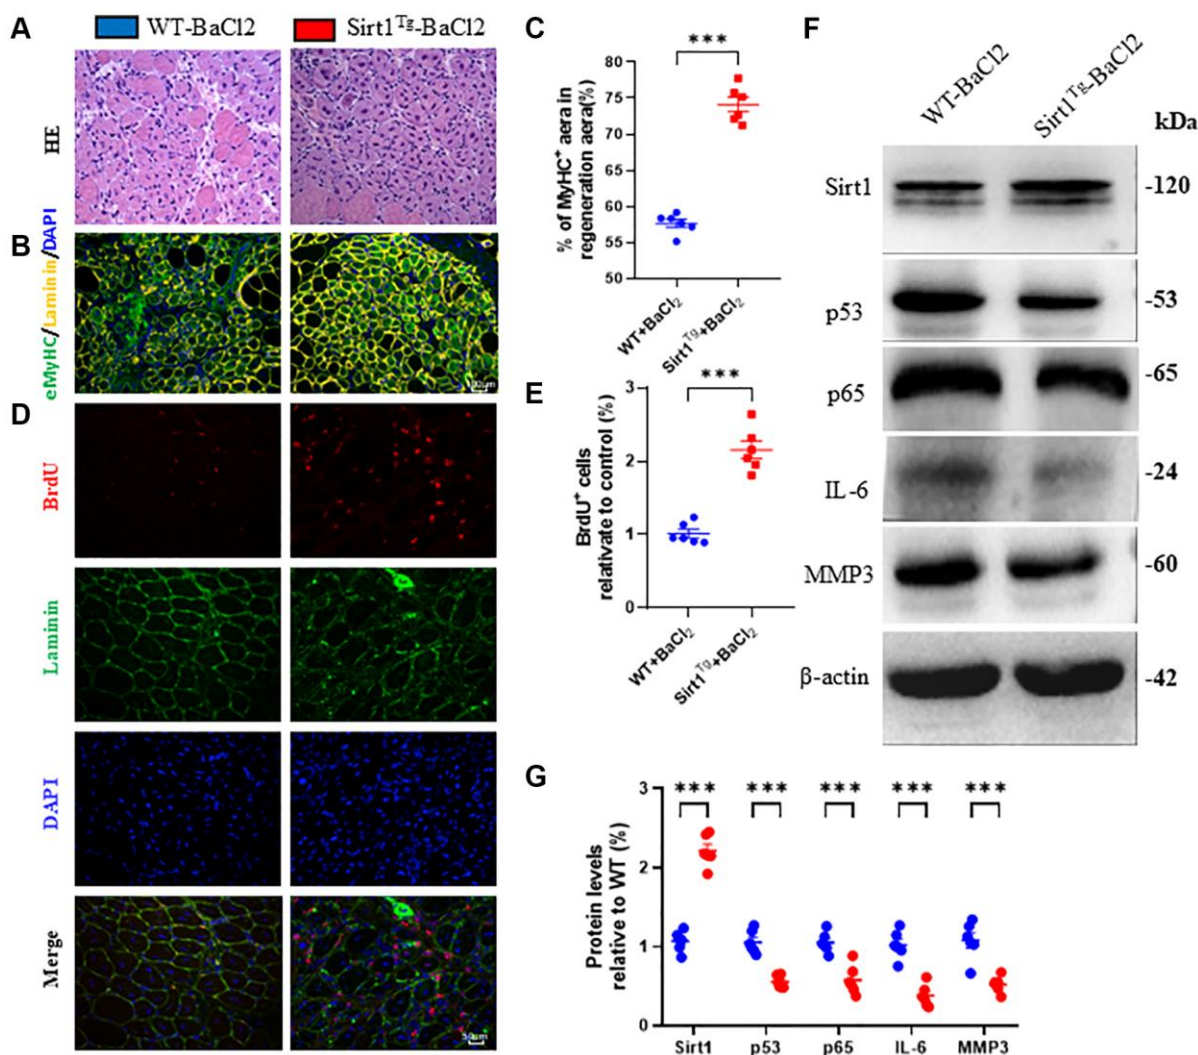 A
WT-BaCl2
Sirt1Tg-BaCl2
HE
B
eMyHC/Laminin/DAPI
D
BrdU
Laminin
DAPI
Merge
50μm
C
***
% of MyHC+ aera in
regeneration aera(%)
80
75
70
65
60
55
50
WT+BaCl2
Sirt1Tg+BaCl2
E
***
BrdU+ cells
relativate to control (%)
3
2
1
0
WT+BaCl2
Sirt1Tg+BaCl2
F
WT-BaCl2
Sirt1Tg-BaCl2
kDa
Sirt1
-120
p53
-53
p65
-65
IL-6
-24
MMP3
-60
β-actin
-42
G
*** *** *** *** ***
Protein levels
relative to WT (%)
3
2
1
0
Sirt1 p53 p65 IL-6 MMP3